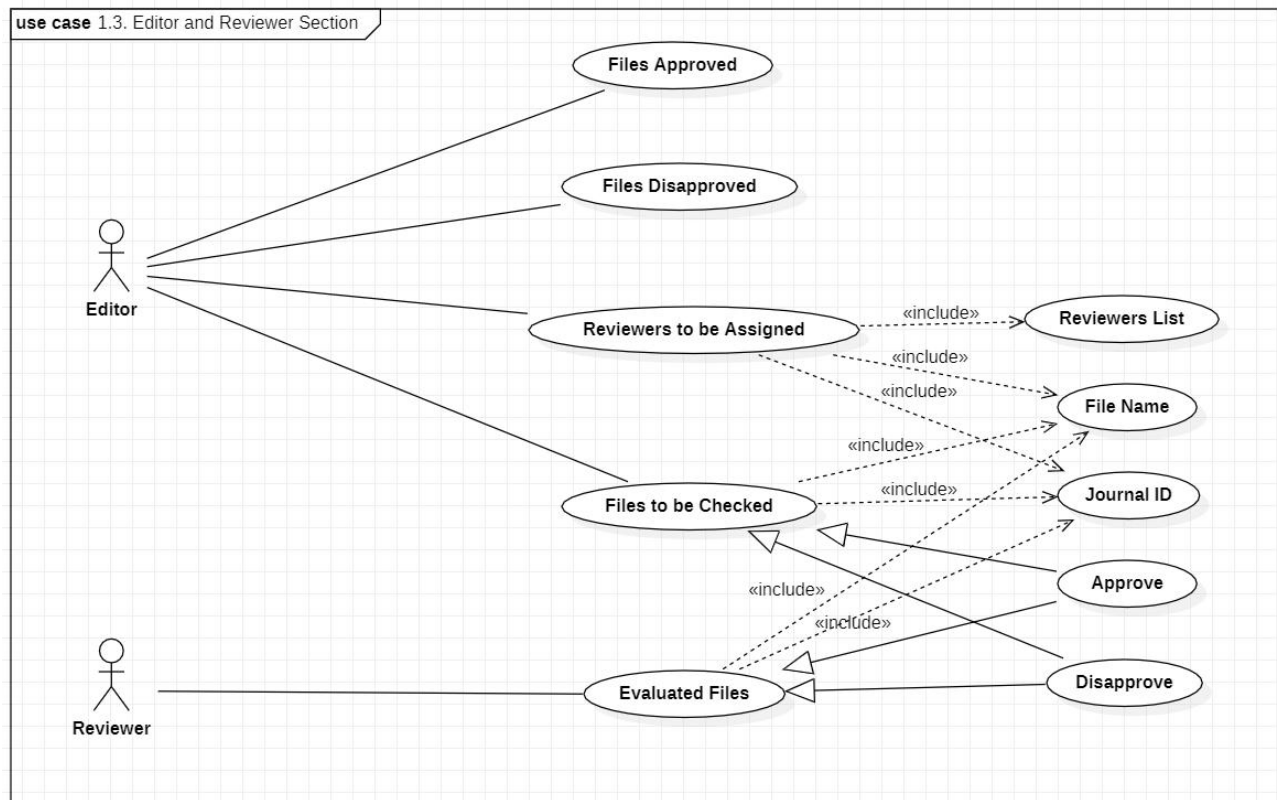 use case 1.3. Editor and Reviewer Section
Files Approved
Files Disapproved
Editor
Reviewers to be Assigned
«include»
Reviewers List
«include»
«include»
File Name
«include»
Files to be Checked
«include»
Journal ID
Approve
«include»
«include»
Evaluated Files
Disapprove
Reviewer